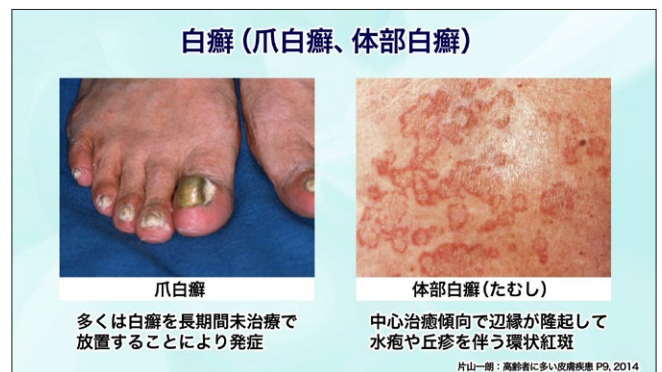 白癬（爪白癬、体部白癬）
爪白癬
体部白癬（たむし）
多くは白癬を長期間未治療で
放置することにより発症
中心治癒傾向で辺縁が隆起して
水疱や丘疹を伴う環状紅斑
片山一朗：高齢者に多い皮膚疾患 P9, 2014